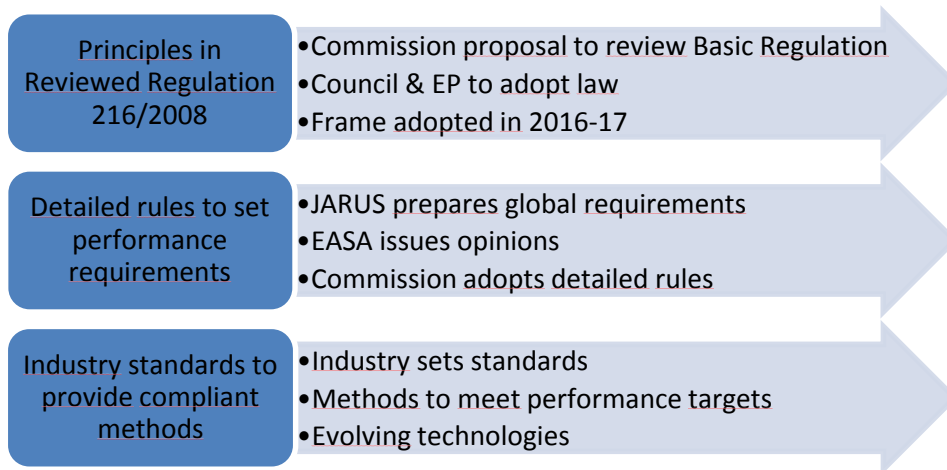 Principles in
Reviewed Regulation
216/2008
•Commission proposal to review Basic Regulation
•Council & EP to adopt law
•Frame adopted in 2016-17
Detailed rules to set
performance
requirements
•JARUS prepares global requirements
•EASA issues opinions
•Commission adopts detailed rules
Industry standards to
provide compliant
methods
•Industry sets standards
•Methods to meet performance targets
•Evolving technologies